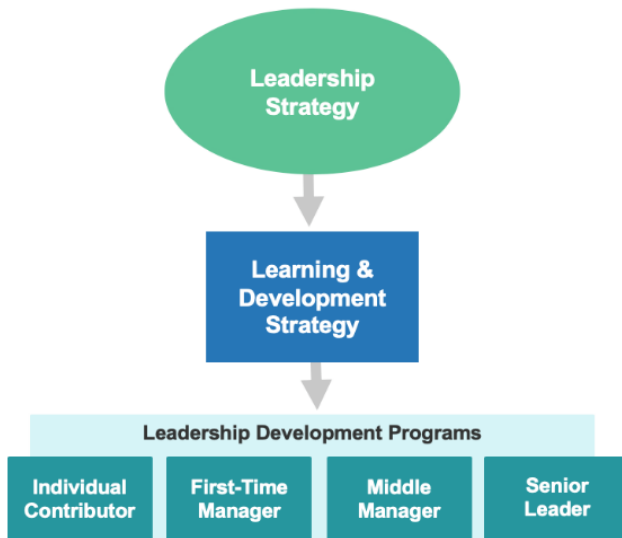 Leadership
Strategy
Learning &
Development
Strategy
Leadership Development Programs
Individual
Contributor
First-Time
Manager
Middle
Manager
Senior
Leader